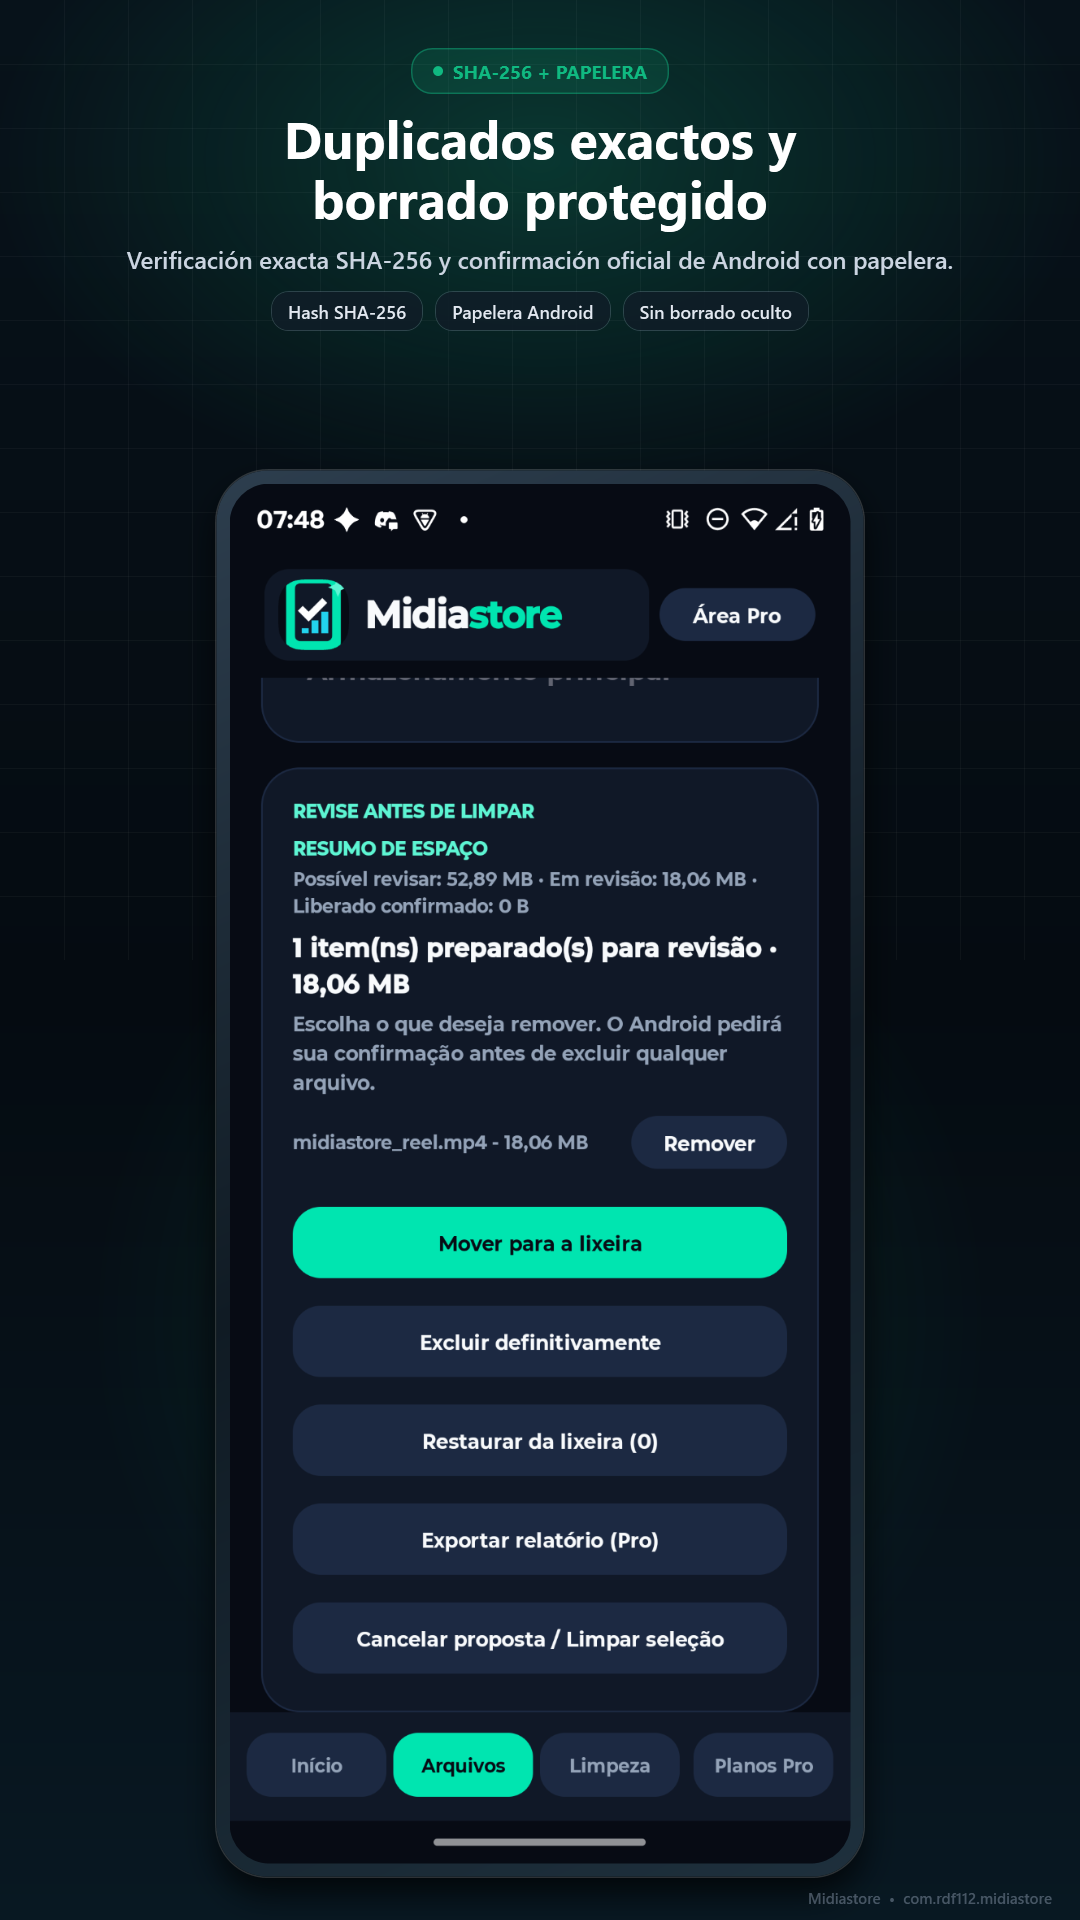 SHA-256 + PAPELERA
Duplicados exactos y
borrado protegido
Verificación exacta SHA-256 y confirmación oficial de Android con papelera.
Hash SHA-256
Papelera Android
Sin borrado oculto
07:48
Midiastore
Área Pro
REVISE ANTES DE LIMPAR
RESUMO DE ESPAÇO
Possível revisar: 52,89 MB · Em revisão: 18,06 MB ·
Liberado confirmado: 0 B
1 item(ns) preparado(s) para revisão ·
18,06 MB
Escolha o que deseja remover. O Android pedirá
sua confirmação antes de excluir qualquer
arquivo.
midiastore_reel.mp4 - 18,06 MB
Remover
Mover para a lixeira
Excluir definitivamente
Restaurar da lixeira (0)
Exportar relatório (Pro)
Cancelar proposta / Limpar seleção
Início
Arquivos
Limpeza
Planos Pro
Midiastore • com.rdf112.midiastore